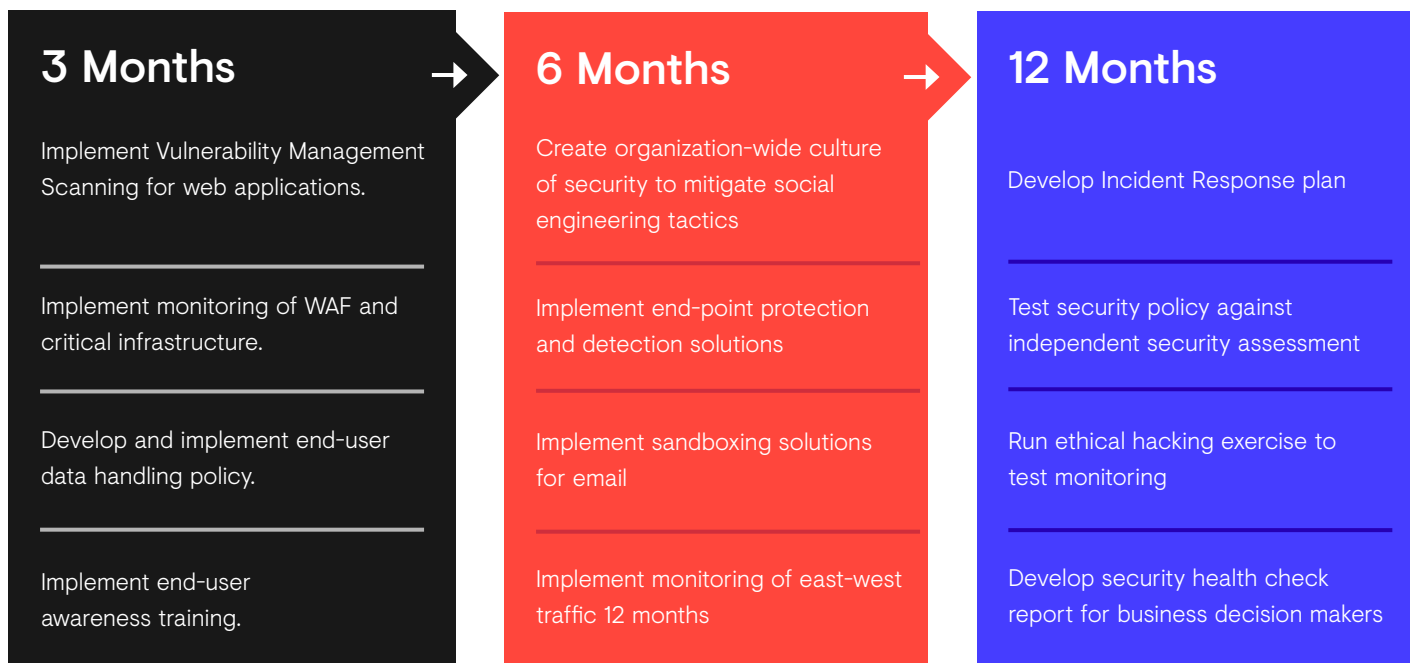 3 Months
Implement Vulnerability Management
Scanning for web applications.
Implement monitoring of WAF and
critical infrastructure.
Develop and implement end-user
data handling policy.
Implement end-user
awareness training.
6 Months
Create organization-wide culture
of security to mitigate social
engineering tactics
Implement end-point protection
and detection solutions
Implement sandboxing solutions
for email
Implement monitoring of east-west
traffic 12 months
12 Months
Develop Incident Response plan
Test security policy against
independent security assessment
Run ethical hacking exercise to
test monitoring
Develop security health check
report for business decision makers